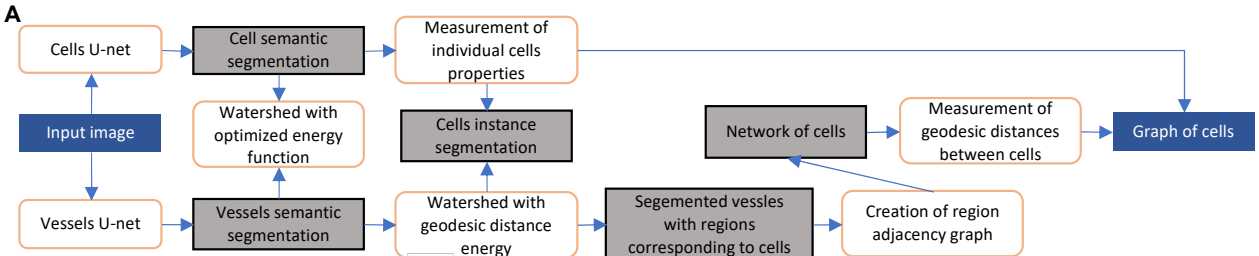 A
Cells U-net
Cell semantic
segmentation
Measurement of
individual cells
properties
Input image
Watershed with
optimized energy
function
Cells instance
segmentation
Network of cells
Measurement of
geodesic distances
between cells
Graph of cells
Vessels U-net
Vessels semantic
segmentation
Watershed with
geodesic distance
energy
Segemented vessles
with regions
corresponding to cells
Creation of region
adjacency graph